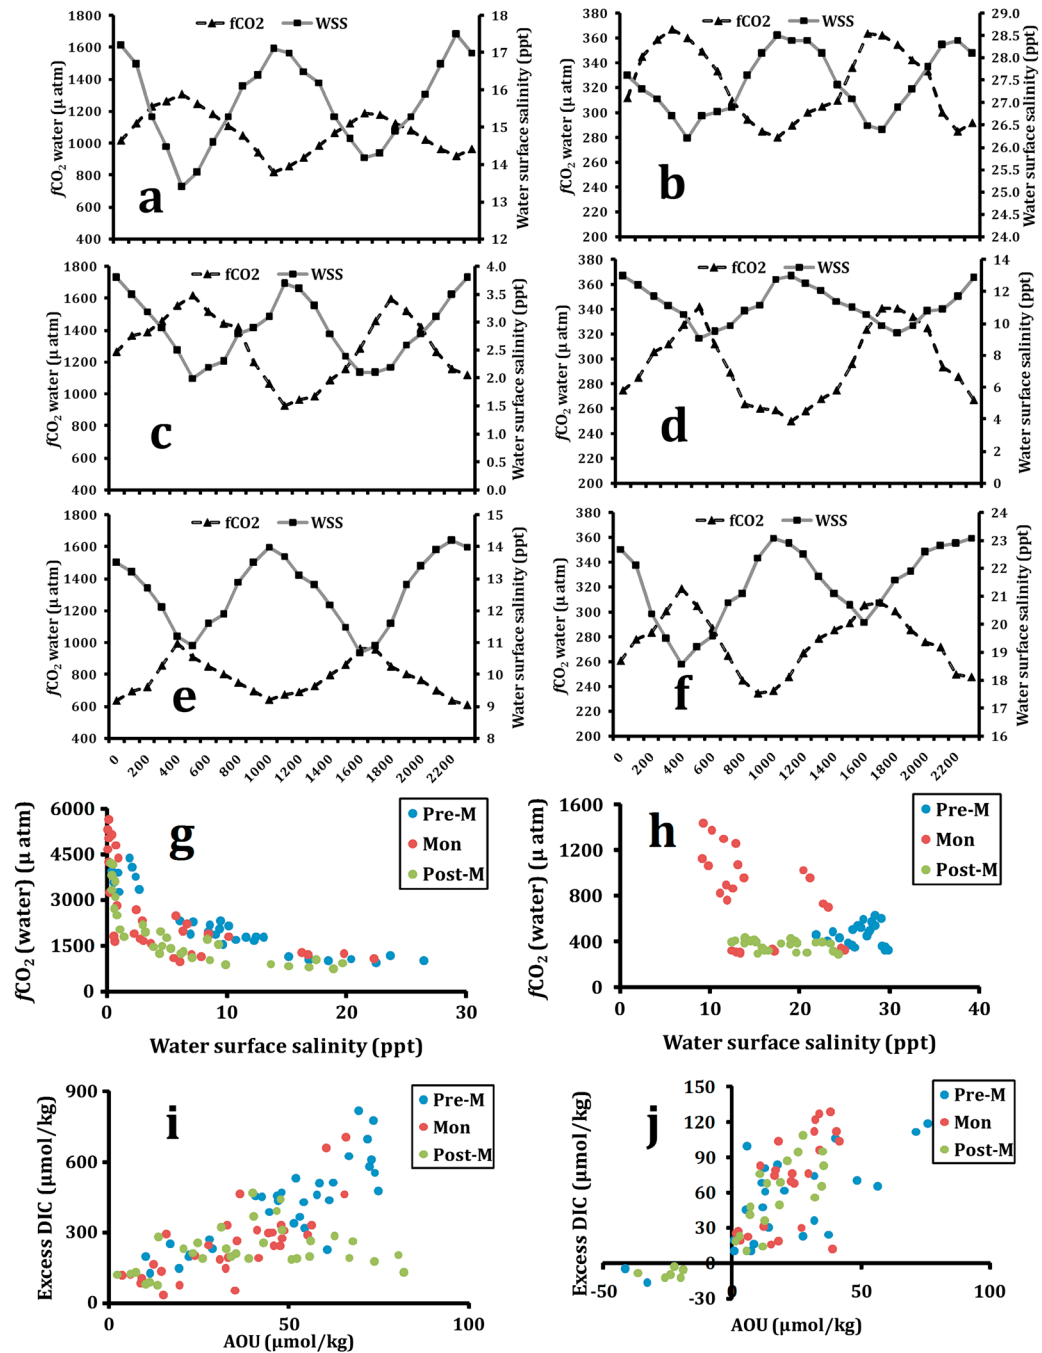 fCO2 WSS
1800
1600
1400
1200
1000
800
600
400
fCO2 water (μ atm)
18
17
16
15
14
13
12
Water surface salinity (ppt)
a
fCO2 WSS
380
360
340
320
300
280
260
240
220
200
fCO2 water (μ atm)
29.0
28.5
28.0
27.5
27.0
26.5
26.0
25.5
25.0
24.5
24.0
Water surface salinity (ppt)
b
fCO2 WSS
1800
1600
1400
1200
1000
800
600
400
fCO2 water (μ atm)
4.0
3.5
3.0
2.5
2.0
1.5
1.0
0.5
0.0
Water surface salinity (ppt)
c
fCO2 WSS
380
360
340
320
300
280
260
240
220
200
fCO2 water (μ atm)
14
13
12
10
8
6
4
2
0
Water surface salinity (ppt)
d
fCO2 WSS
1800
1600
1400
1200
1000
800
600
400
fCO2 water (μ atm)
15
14
13
12
11
10
9
8
Water surface salinity (ppt)
e
0 200 400 600 800 1000 1200 1400 1600 1800 2000 2200
fCO2 WSS
380
360
340
320
300
280
260
240
220
200
fCO2 water (μ atm)
24
23
22
21
20
19
18
17
16
Water surface salinity (ppt)
f
0 200 400 600 800 1000 1200 1400 1600 1800 2000 2200
6000
4500
3000
1500
0
fCO2 (water) (μ atm)
g
Pre-M
Mon
Post-M
0 10 20 30
Water surface salinity (ppt)
1600
1200
800
400
0
fCO2 (water) (μ atm)
h
Pre-M
Mon
Post-M
0 10 20 30 40
Water surface salinity (ppt)
900
600
300
0
Excess DIC (μmol/kg)
i
Pre-M
Mon
Post-M
0 50 100
AOU (μmol/kg)
150
120
90
60
30
0
-30
Excess DIC (μmol/kg)
j
Pre-M
Mon
Post-M
-50 0 50 100
AOU (μmol/kg)